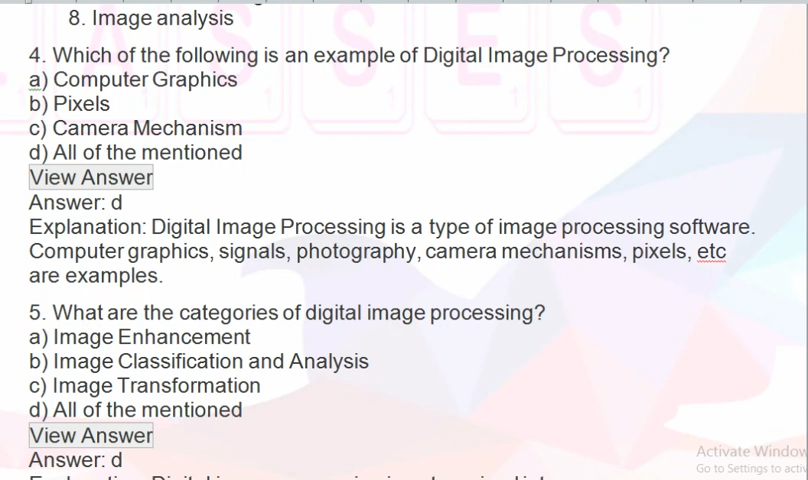 8. Image analysis
4. Which of the following is an example of Digital Image Processing?
a) Computer Graphics
b) Pixels
c) Camera Mechanism
d) All of the mentioned
View Answer
Answer: d
Explanation: Digital Image Processing is a type of image processing software.
Computer graphics, signals, photography, camera mechanisms, pixels, etc
are examples.
5. What are the categories of digital image processing?
a) Image Enhancement
b) Image Classification and Analysis
c) Image Transformation
d) All of the mentioned
View Answer
Answer: d
Activate Window
Go to Settings to activ